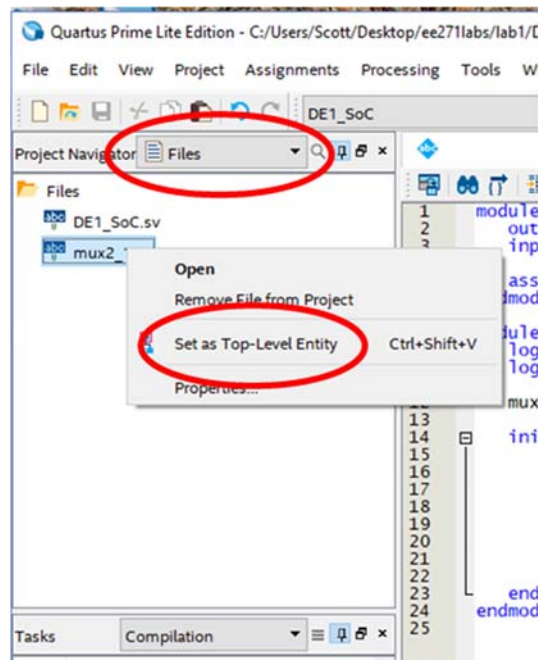 Quartus Prime Lite Edition - C:/Users/Scott/Desktop/ee271labs/lab1/D
File Edit View Project Assignments Processing Tools W
DE1_SoC
Project Navigator Files
Files
DE1_SoC.sv
mux2_
Open
Remove File from Project
Set as Top-Level Entity Ctrl+Shift+V
Properties...
1 module
2 out
3 inp
ass
dmod
dule
log
log
mux
13
14 ini
15
16
17
18
19
20
21
22
23 end
24 endmod
25
Tasks Compilation